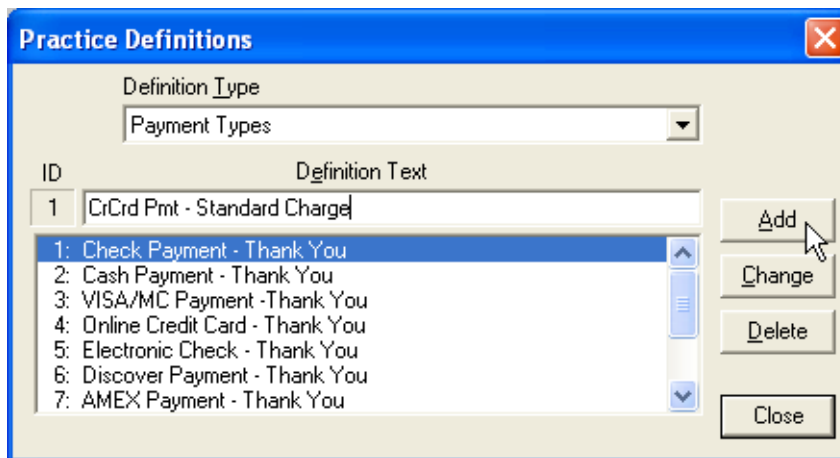 Practice Definitions
Definition Type
Payment Types
ID Definition Text
1 CrCrd Pmt - Standard Charge
Add
1: Check Payment - Thank You
2: Cash Payment - Thank You
3: VISA/MC Payment -Thank You
4: Online Credit Card - Thank You
5: Electronic Check - Thank You
6: Discover Payment - Thank You
7: AMEX Payment - Thank You
Change
Delete
Close